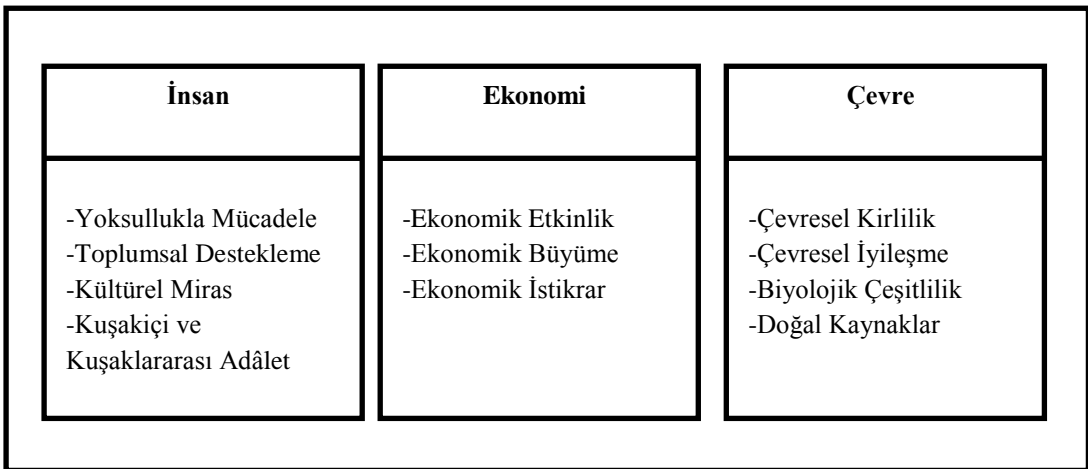 İnsan
-Yoksullukla Mücadele
-Toplumsal Destekleme
-Kültürel Miras
-Kuşakiçi ve
Kuşaklararası Adâlet
Ekonomi
-Ekonomik Etkinlik
-Ekonomik Büyüme
-Ekonomik İstikrar
Çevre
-Çevresel Kirlilik
-Çevresel İyileşme
-Biyolojik Çeşitlilik
-Doğal Kaynaklar